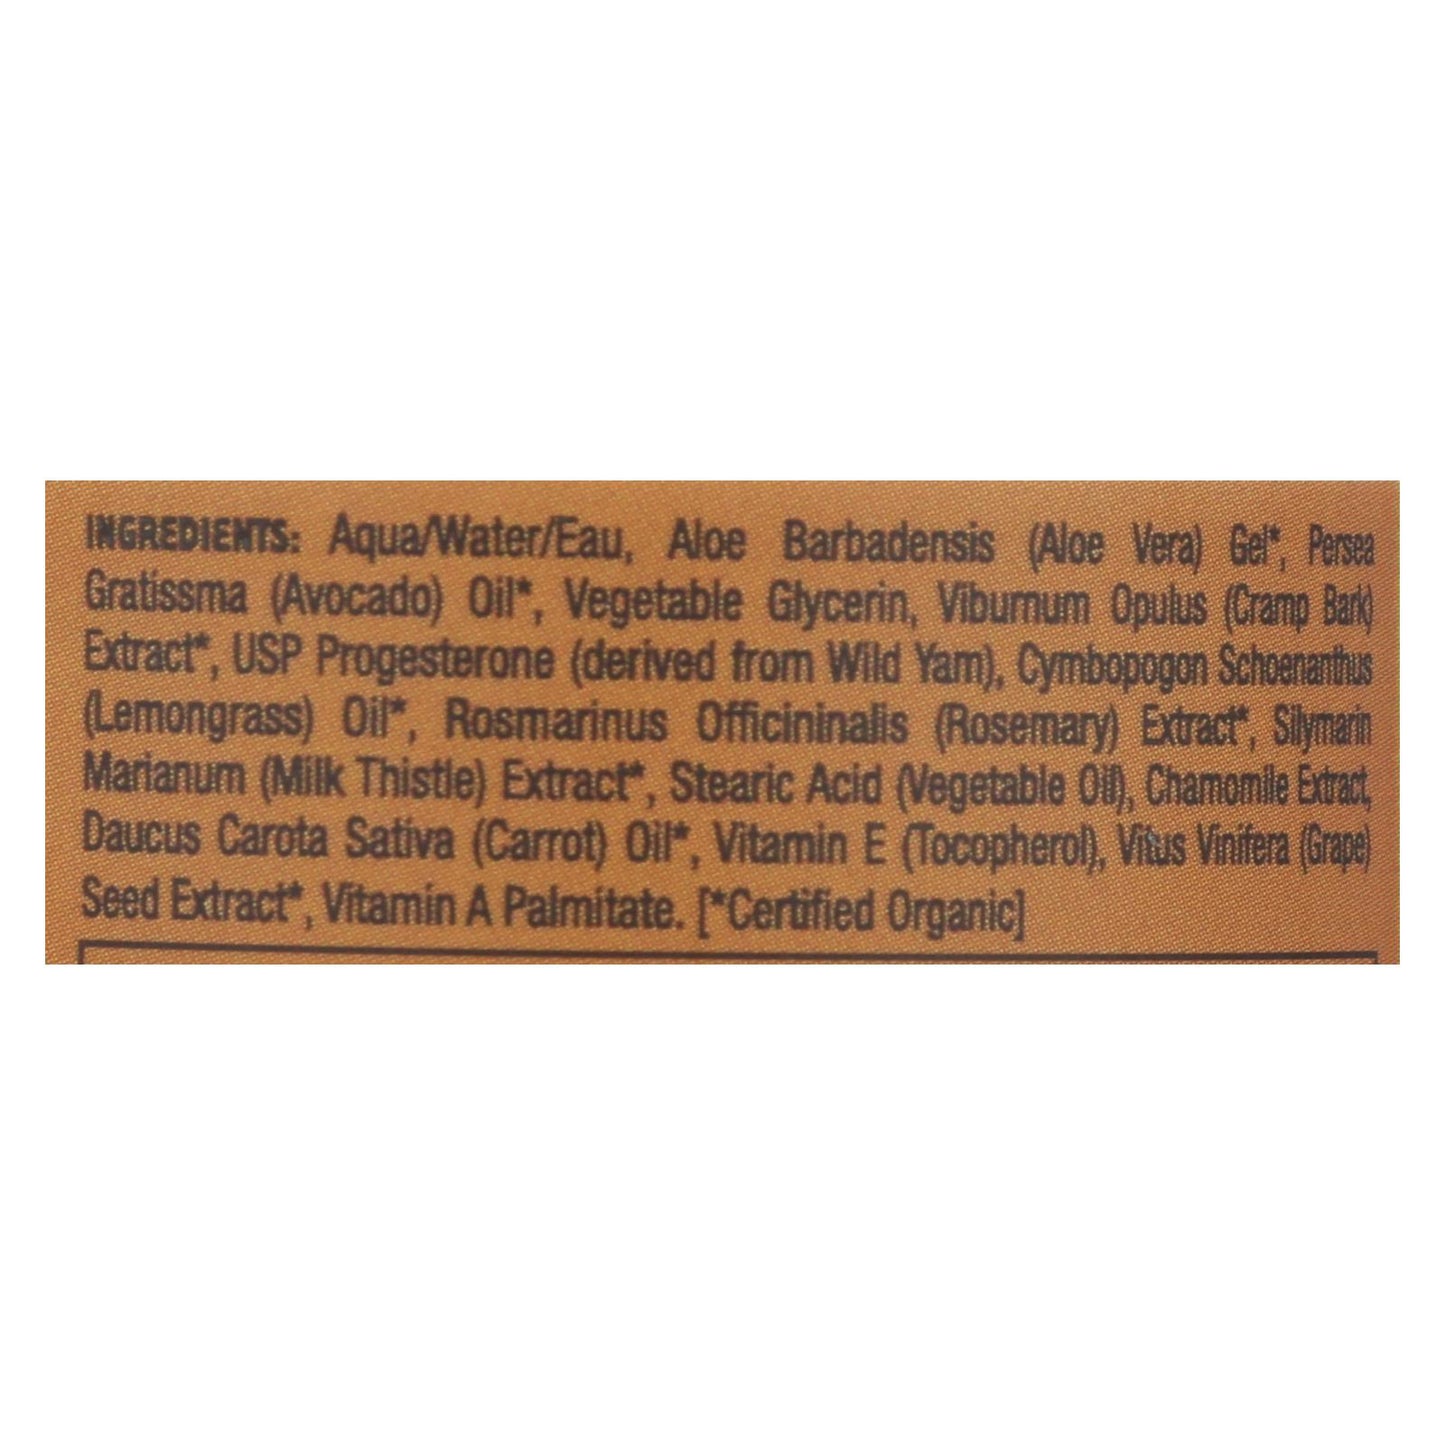 INGREDIENTS: Aqua/Water/Eau, Aloe Barbadensis (Aloe Vera) Gel*, Persea
Gratissma (Avocado) Oil*, Vegetable Glycerin, Viburnum Opulus (Cramp Bark)
Extract*, USP Progesterone (derived from Wild Yam), Cymbopogon Schoenanthus
(Lemongrass) Oil*, Rosmarinus Officininalis (Rosemary) Extract*, Silymarin
Marianum (Milk Thistle) Extract*, Stearic Acid (Vegetable Oil), Chamomile Extract,
Daucus Carota Sativa (Carrot) Oil*, Vitamin E (Tocopherol), Vitus Vinifera (Grape)
Seed Extract*, Vitamin A Palmitate. [*Certified Organic]